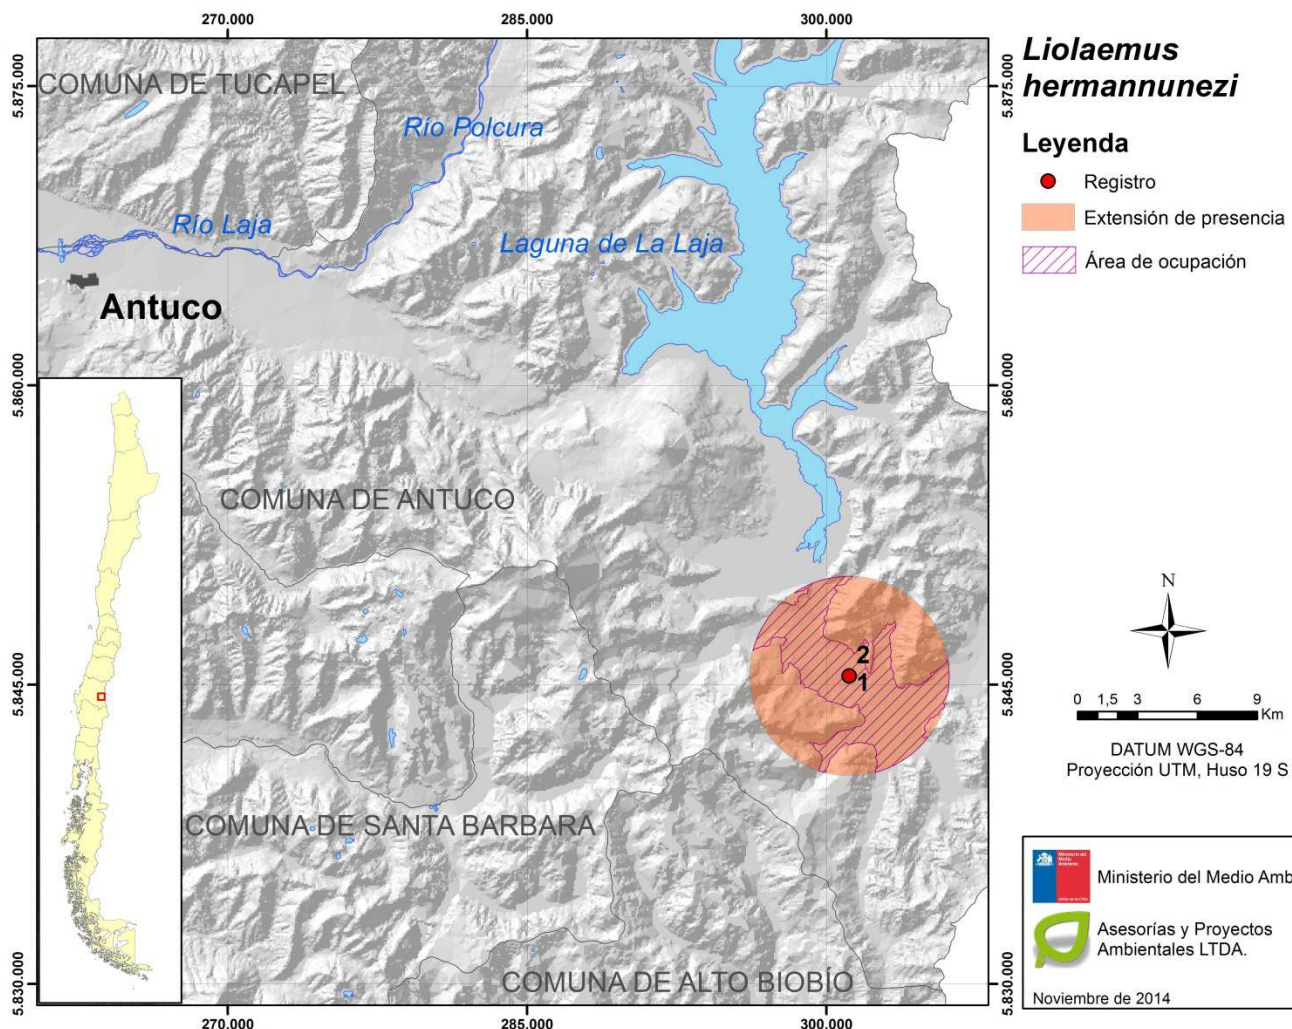 270.000
285.000
300.000
Liolaemus
hermannunezi
Leyenda
Registro
Extensión de presencia
Área de ocupación
5.875.000
5.875.000
COMUNA DE TUCAPEL
Río Polcura
Río Laja
Laguna de La Laja
Antuco
5.860.000
5.860.000
COMUNA DE ANTUCO
2
1
5.845.000
5.845.000
N
0 1,5 3 6 9
Km
DATUM WGS-84
Proyección UTM, Huso 19 S
COMUNA DE SANTA BARBARA
COMUNA DE ALTO BIOBÍO
5.830.000
5.830.000
Ministerio del
Medio
Ambiente
Ministerio del Medio Amb
Asesorías y Proyectos
Ambientales LTDA.
Noviembre de 2014
270.000
285.000
300.000